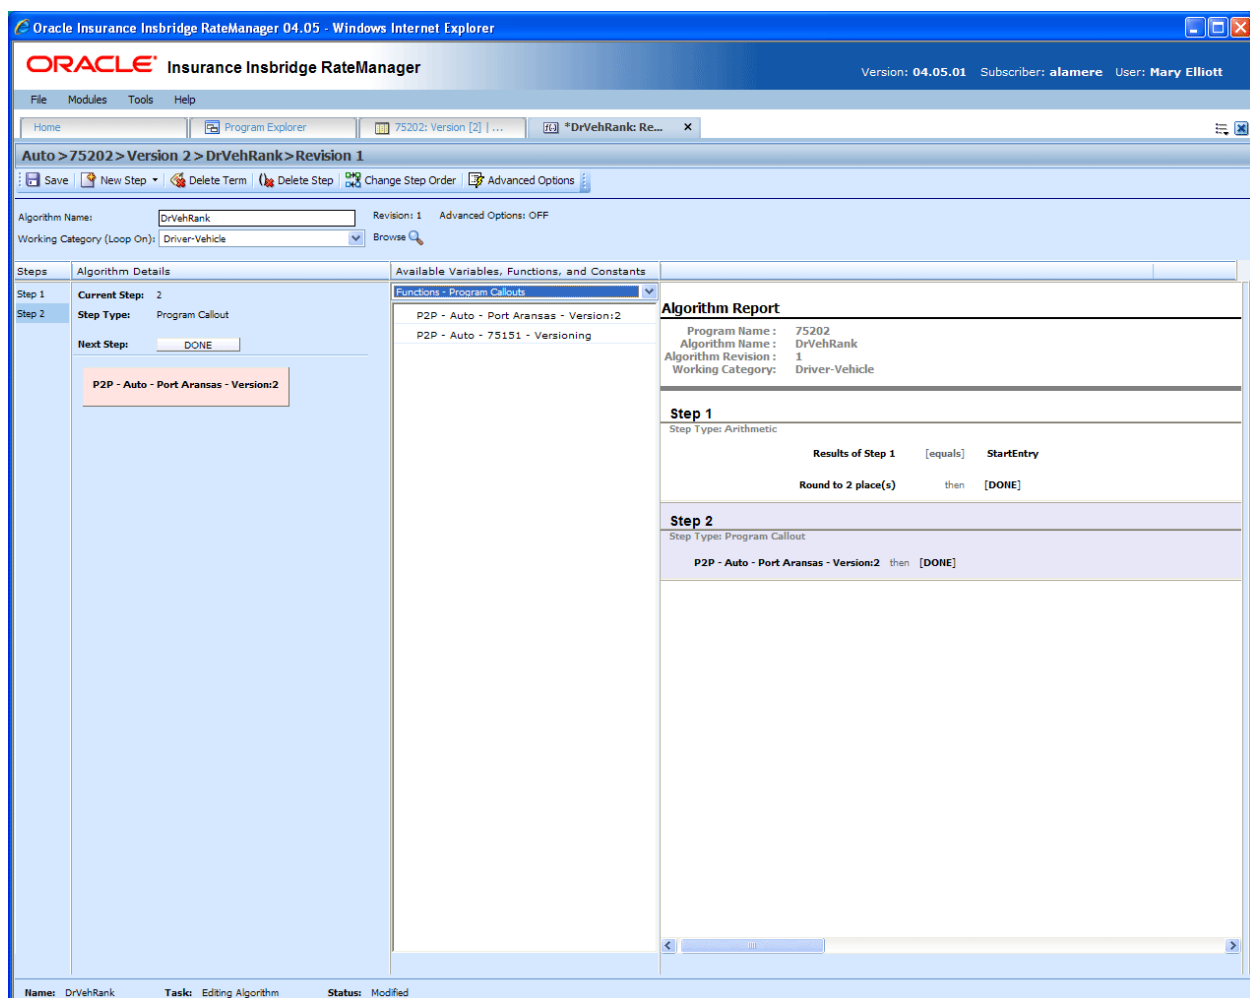 Oracle Insurance Insbridge RateManager 04.05 - Windows Internet Explorer
ORACLE Insurance Insbridge RateManager
Version: 04.05.01 Subscriber: alamere User: Mary Elliott
File Modules Tools Help
Home Program Explorer 75202: Version [2] | ... f(x) *DrVehRank: Re... x
Auto > 75202 > Version 2 > DrVehRank > Revision 1
Save New Step Delete Term Delete Step Change Step Order Advanced Options
Algorithm Name: DrVehRank Revision: 1 Advanced Options: OFF
Working Category (Loop On): Driver-Vehicle Browse
Steps Algorithm Details Available Variables, Functions, and Constants
Step 1
Step 2
Current Step: 2
Step Type: Program Callout
Next Step: DONE
P2P - Auto - Port Aransas - Version:2
Functions - Program Callouts
P2P - Auto - Port Aransas - Version:2
P2P - Auto - 75151 - Versioning
Algorithm Report
Program Name : 75202
Algorithm Name : DrVehRank
Algorithm Revision : 1
Working Category: Driver-Vehicle
Step 1
Step Type: Arithmetic
Results of Step 1 [equals] StartEntry
Round to 2 place(s) then [DONE]
Step 2
Step Type: Program Callout
P2P - Auto - Port Aransas - Version:2 then [DONE]
Name: DrVehRank Task: Editing Algorithm Status: Modified